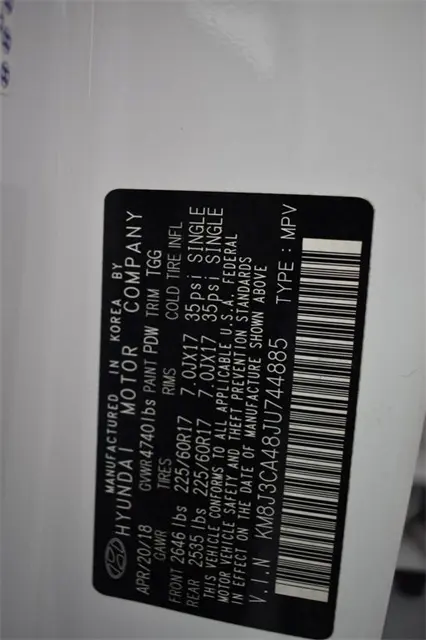 MANUFACTURED IN KOREA BY
HYUNDAI MOTOR COMPANY
APR/20/18 GVWR4740lbs PAINT PDW TRIM TGG
GAWR TIRES RIMS COLD TIRE INFL
FRONT 2646 lbs 225/60R17 7.0JX17 35psi SINGLE
REAR 2535 lbs 225/60R17 7.0JX17 35psi SINGLE
THIS VEHICLE CONFORMS TO ALL APPLICABLE U.S.A. FEDERAL
MOTOR VEHICLE SAFETY AND THEFT PREVENTION STANDARDS
IN EFFECT ON THE DATE OF MANUFACTURE SHOWN ABOVE
V.I.N KM8J3CA48JU744885 TYPE:MPV